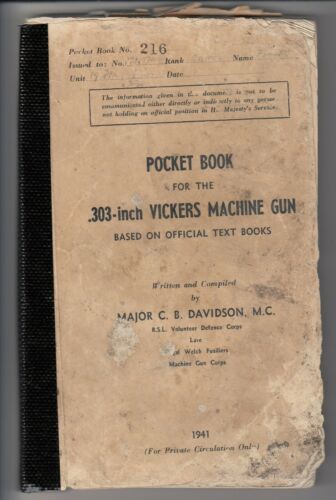 Pocket Book No. 216
Issued to: No. Rank Name
Unit Date
The information given in document is not to be
communicated either directly or indirectly to any person
not holding an official position in H. Majesty's Service.
POCKET BOOK
FOR THE
.303-inch VICKERS MACHINE GUN
BASED ON OFFICIAL TEXT BOOKS
Written and Compiled
by
MAJOR C. B. DAVIDSON, M.C.
R.S.L. Volunteer Defence Corps
Late
Welch Fusiliers
Machine Gun Corps
1941
(For Private Circulation Only)